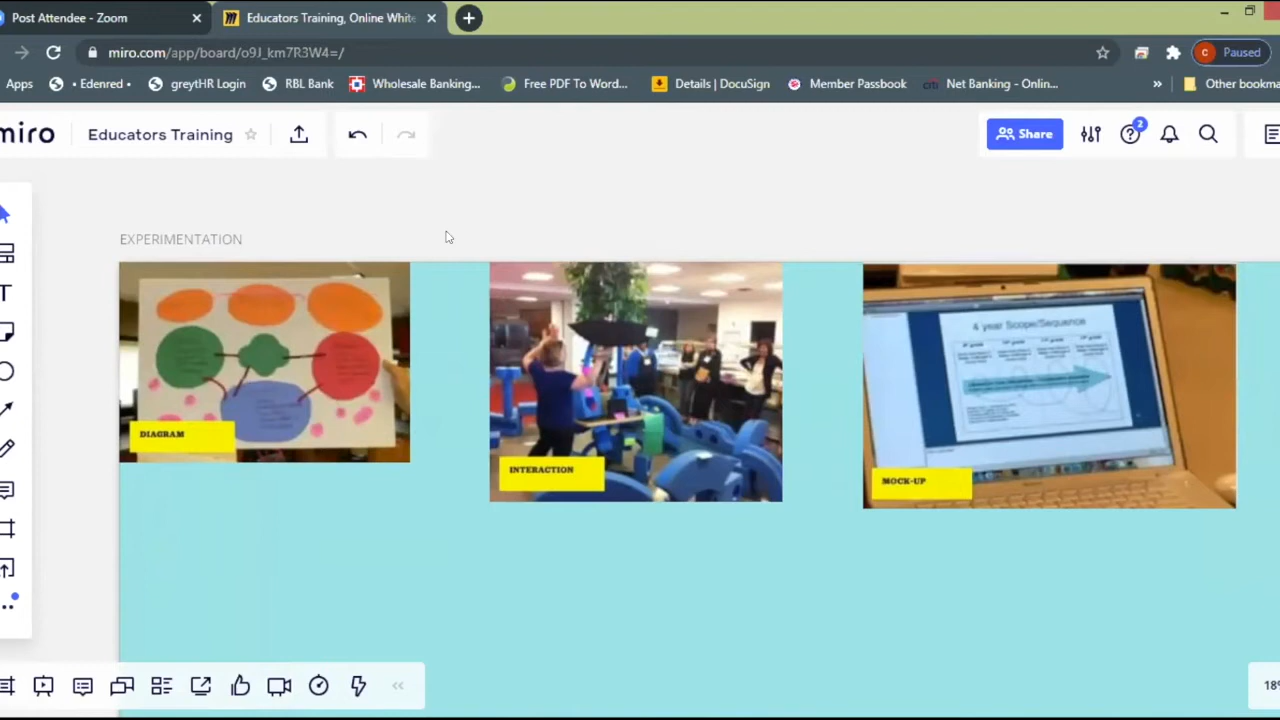 Post Attendee - Zoom
Educators Training, Online White
miro.com/app/board/o9J_km7R3W4=/
Paused
Apps
• Edenred •
greytHR Login
RBL Bank
Wholesale Banking...
Free PDF To Word...
Details | DocuSign
Member Passbook
Net Banking - Onlin...
»
Other bookma
miro
Educators Training
Share
2
EXPERIMENTATION
DIAGRAM
INTERACTION
4 year Scope/Sequence
MOCK-UP
18%